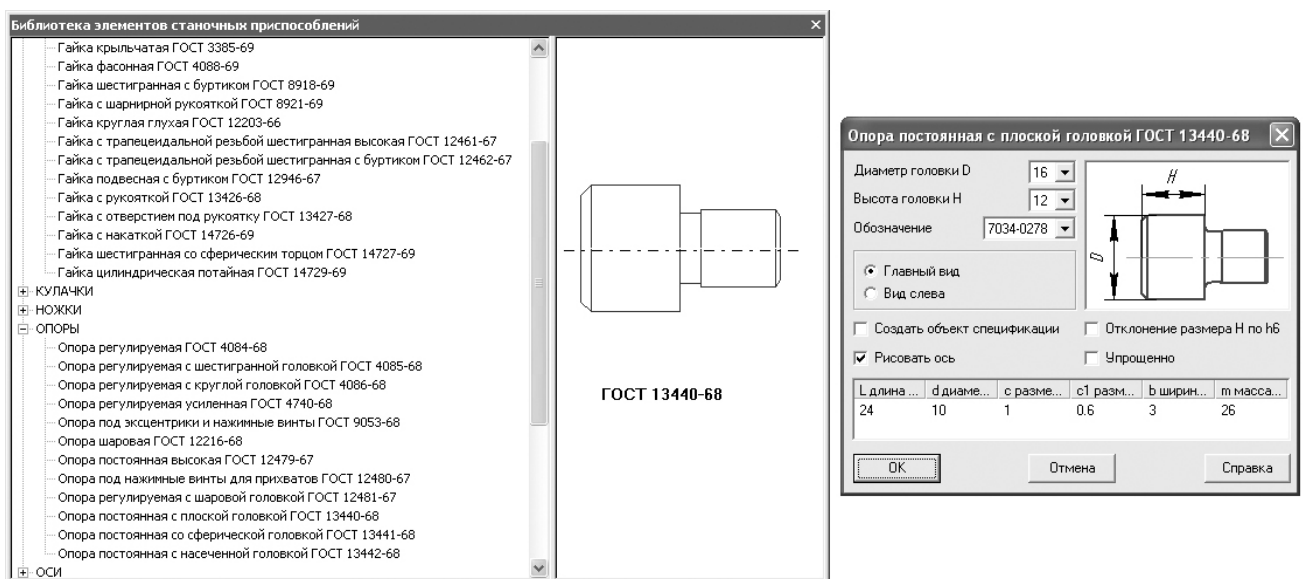 Библиотека элементов станочных приспособлений
Гайка крыльчатая ГОСТ 3385-69
Гайка фасонная ГОСТ 4088-69
Гайка шестигранная с буртиком ГОСТ 8918-69
Гайка с шарнирной рукояткой ГОСТ 8921-69
Гайка круглая глухая ГОСТ 12203-66
Гайка с трапецеидальной резьбой шестигранная высокая ГОСТ 12461-67
Гайка с трапецеидальной резьбой шестигранная с буртиком ГОСТ 12462-67
Гайка подвесная с буртиком ГОСТ 12946-67
Гайка с рукояткой ГОСТ 13426-68
Гайка с отверстием под рукоятку ГОСТ 13427-68
Гайка с накаткой ГОСТ 14726-69
Гайка шестигранная со сферическим торцом ГОСТ 14727-69
Гайка цилиндрическая потайная ГОСТ 14729-69
КУЛАЧКИ
НОЖКИ
ОПОРЫ
Опора регулируемая ГОСТ 4084-68
Опора регулируемая с шестигранной головкой ГОСТ 4085-68
Опора регулируемая с круглой головкой ГОСТ 4086-68
Опора регулируемая усиленная ГОСТ 4740-68
Опора под эксцентрики и нажимные винты ГОСТ 9053-68
Опора шаровая ГОСТ 12216-68
Опора постоянная высокая ГОСТ 12479-67
Опора под нажимные винты для прихватов ГОСТ 12480-67
Опора регулируемая с шаровой головкой ГОСТ 12481-67
Опора постоянная с плоской головкой ГОСТ 13440-68
Опора постоянная со сферической головкой ГОСТ 13441-68
Опора постоянная с насеченной головкой ГОСТ 13442-68
ОСИ
ГОСТ 13440-68
Опора постоянная с плоской головкой ГОСТ 13440-68
Диаметр головки D 16
Высота головки H 12
Обозначение 7034-0278
Главный вид
Вид слева
H
D
Создать объект спецификации Отклонение размера H по h6
Рисовать ось Упрощенно
L длина ... d диаме... c разме... c1 разм... b ширин... m масса...
24 10 1 0.6 3 26
OK Отмена Справка